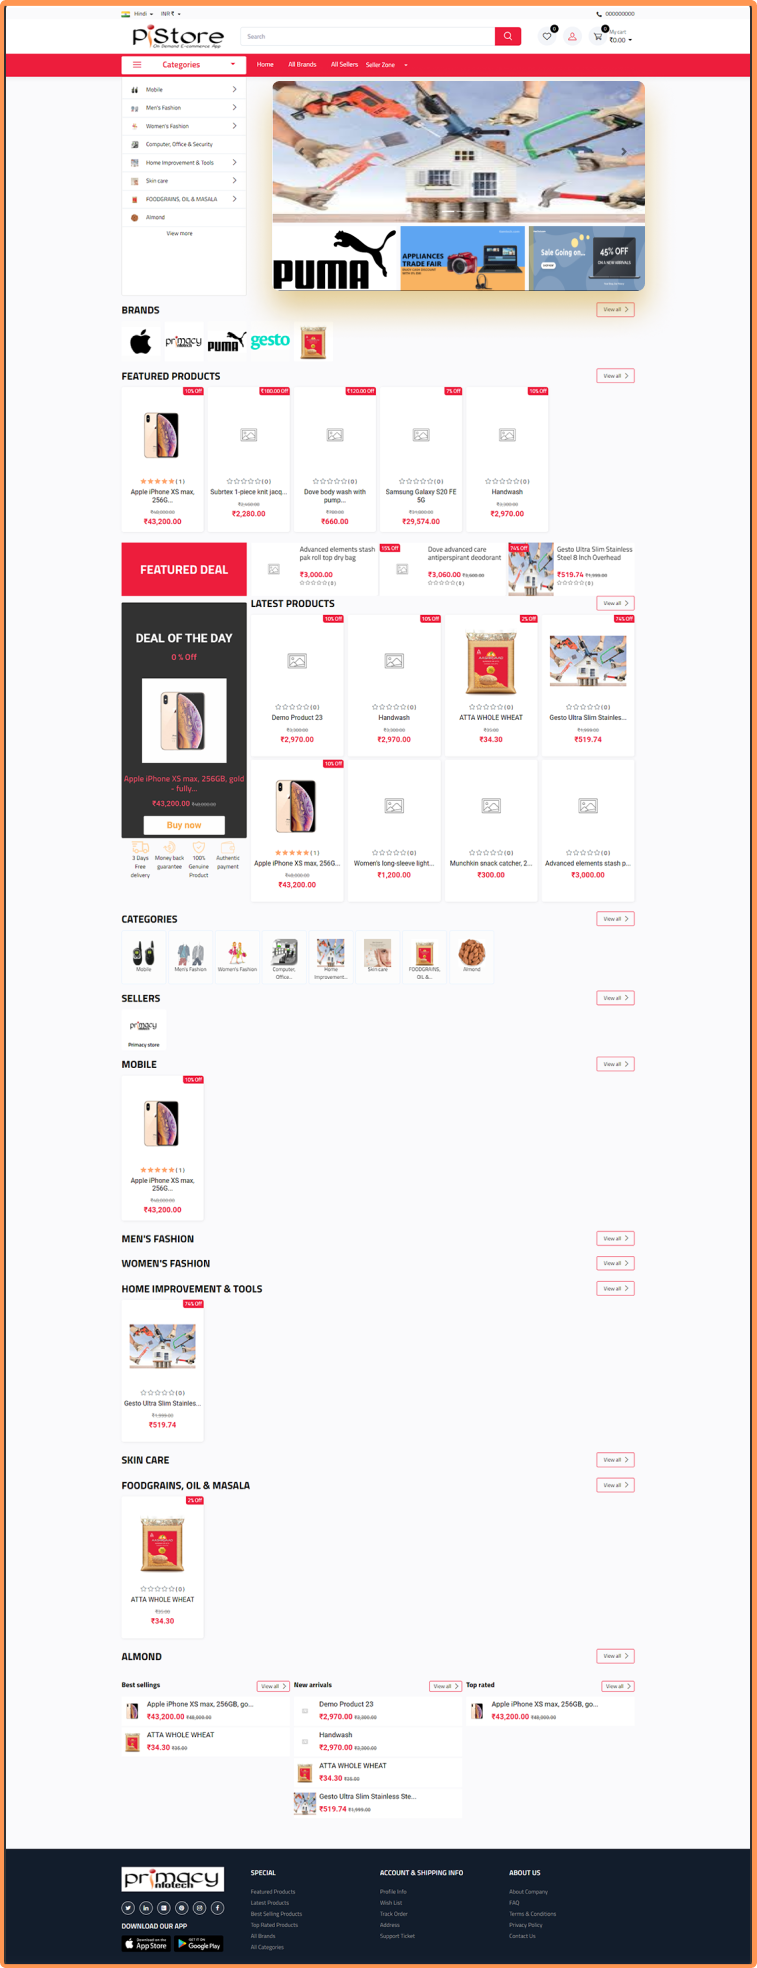 Hindi
INR ₹
000000000
PiStore
On Demand E-commerce App
Search
0
0
My cart
₹0.00
Categories
Home
All Brands
All Sellers
Seller Zone
Mobile
Men's Fashion
Women's Fashion
Computer, Office & Security
Home Improvement & Tools
Skin care
FOODGRAINS, OIL & MASALA
Almond
View more
PUMA
APPLIANCES
TRADE FAIR
Sale Going on...
45% OFF
ON A NEW ARRIVALS
BRANDS
View all
primacy
infotech
PUMA
gesto
FEATURED PRODUCTS
View all
10% Off
(1)
Apple iPhone XS max,
256G...
₹48,000.00
₹43,200.00
₹180.00 Off
(0)
Subrtex 1-piece knit jacq...
₹2,280.00
₹120.00 Off
(0)
Dove body wash with
pump...
₹780.00
₹660.00
7% Off
(0)
Samsung Galaxy S20 FE
5G
₹31,800.00
₹29,574.00
10% Off
(0)
Handwash
₹3,300.00
₹2,970.00
FEATURED DEAL
Advanced elements stash
pak roll top dry bag
₹3,000.00
(0)
15% Off
Dove advanced care
antiperspirant deodorant
₹3,060.00 ₹3,600.00
(0)
74% Off
Gesto Ultra Slim Stainless
Steel 8 Inch Overhead
₹519.74 ₹1,999.00
(0)
DEAL OF THE DAY
0 % Off
Apple iPhone XS max, 256GB, gold
- fully...
₹43,200.00 ₹48,000.00
Buy now
3 Days
Free
delivery
Money back
guarantee
100%
Genuine
Product
Authentic
payment
LATEST PRODUCTS
View all
10% Off
(0)
Demo Product 23
₹3,300.00
₹2,970.00
10% Off
(0)
Handwash
₹3,300.00
₹2,970.00
2% Off
(0)
ATTA WHOLE WHEAT
₹35.00
₹34.30
74% Off
(0)
Gesto Ultra Slim Stainles...
₹1,999.00
₹519.74
10% Off
(1)
Apple iPhone XS max, 256G...
₹48,000.00
₹43,200.00
(0)
Women's long-sleeve light...
₹1,200.00
(0)
Munchkin snack catcher, 2...
₹300.00
(0)
Advanced elements stash p...
₹3,000.00
CATEGORIES
View all
Mobile
Men's Fashion
Women's Fashion
Computer,
Office...
Home
Improvement...
Skin care
FOODGRAINS,
OIL &...
Almond
SELLERS
View all
primacy
Primacy store
MOBILE
View all
10% Off
(1)
Apple iPhone XS max,
256G...
₹48,000.00
₹43,200.00
MEN'S FASHION
View all
WOMEN'S FASHION
View all
HOME IMPROVEMENT & TOOLS
View all
74% Off
(0)
Gesto Ultra Slim Stainles...
₹1,999.00
₹519.74
SKIN CARE
View all
FOODGRAINS, OIL & MASALA
View all
2% Off
(0)
ATTA WHOLE WHEAT
₹35.00
₹34.30
ALMOND
View all
Best sellings
View all
Apple iPhone XS max, 256GB, go...
₹43,200.00 ₹48,000.00
ATTA WHOLE WHEAT
₹34.30 ₹35.00
New arrivals
View all
Demo Product 23
₹2,970.00 ₹3,300.00
Handwash
₹2,970.00 ₹3,300.00
ATTA WHOLE WHEAT
₹34.30 ₹35.00
Gesto Ultra Slim Stainless Ste...
₹519.74 ₹1,999.00
Top rated
View all
Apple iPhone XS max, 256GB, go...
₹43,200.00 ₹48,000.00
primacy
infotech
DOWNLOAD OUR APP
Download on the
App Store
GET IT ON
Google Play
SPECIAL
Featured Products
Latest Products
Best Selling Products
Top Rated Products
All Brands
All Categories
ACCOUNT & SHIPPING INFO
Profile Info
Wish List
Track Order
Address
Support Ticket
ABOUT US
About Company
FAQ
Terms & Conditions
Privacy Policy
Contact Us